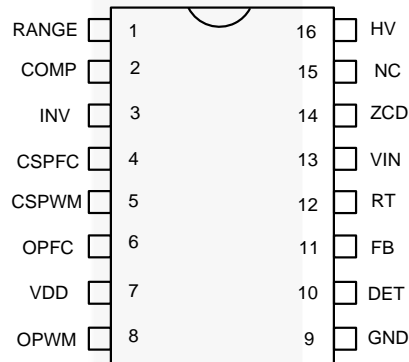 RANGE 1 16 HV
COMP 2 15 NC
INV 3 14 ZCD
CSPFC 4 13 VIN
CSPWM 5 12 RT
OPFC 6 11 FB
VDD 7 10 DET
OPWM 8 9 GND